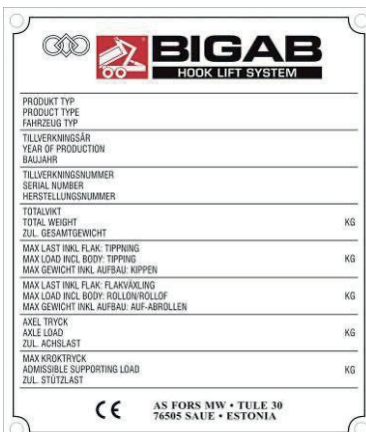 BIGAB
HOOK LIFT SYSTEM
PRODUKT TYP
PRODUCT TYPE
FAHRZEUG TYP
TILLVERKNINGSÅR
YEAR OF PRODUCTION
BAUJAHR
TILLVERKNINGSNUMMER
SERIAL NUMBER
HERSTELLUNGSNUMMER
TOTALVIKT
TOTAL WEIGHT KG
ZUL. GESAMTGEWICHT
MAX LAST INKL FLAK: TIPPNING
MAX LOAD INCL BODY: TIPPING KG
MAX GEWICHT INKL AUFBAU: KIPPEN
MAX LAST INKL FLAK: FLAKVÄXLING
MAX LOAD INCL BODY: ROLLON/ROLLOF KG
MAX GEWICHT INKL AUFBAU: AUF-ABROLLEN
AXEL TRYCK
AXLE LOAD KG
ZUL. ACHSLAST
MAX KROKTRYCK
ADMISSIBLE SUPPORTING LOAD KG
ZUL. STÜTZLAST
CE AS FORS MW • TULE 30
76505 SAUE • ESTONIA